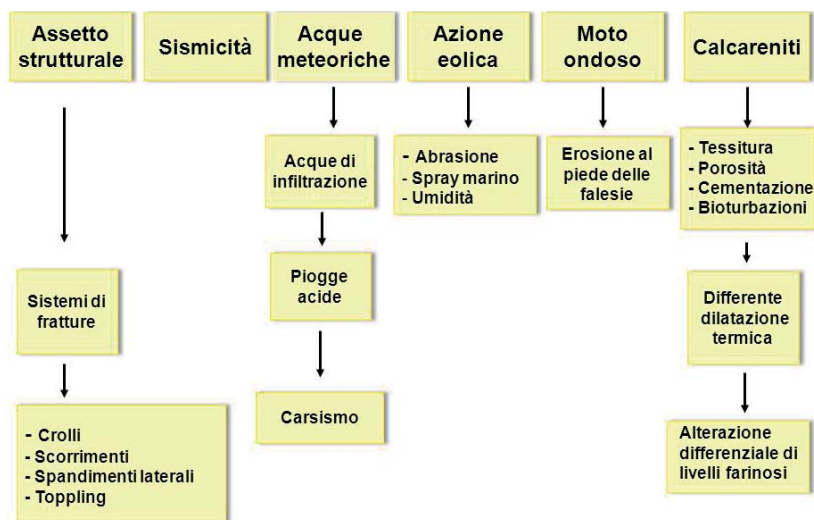 Assetto
strutturale
Sismicità
Acque
meteoriche
Azione
eolica
Moto
ondoso
Calcareniti
Acque di
infiltrazione
- Abrasione
- Spray marino
- Umidità
Erosione al
piede delle
falesie
- Tessitura
- Porosità
- Cementazione
- Bioturbazioni
Sistemi di
fratture
Piogge
acide
Differente
dilatazione
termica
- Crolli
- Scorrimenti
- Spandimenti laterali
- Toppling
Carsismo
Alterazione
differenziale di
livelli farinosi